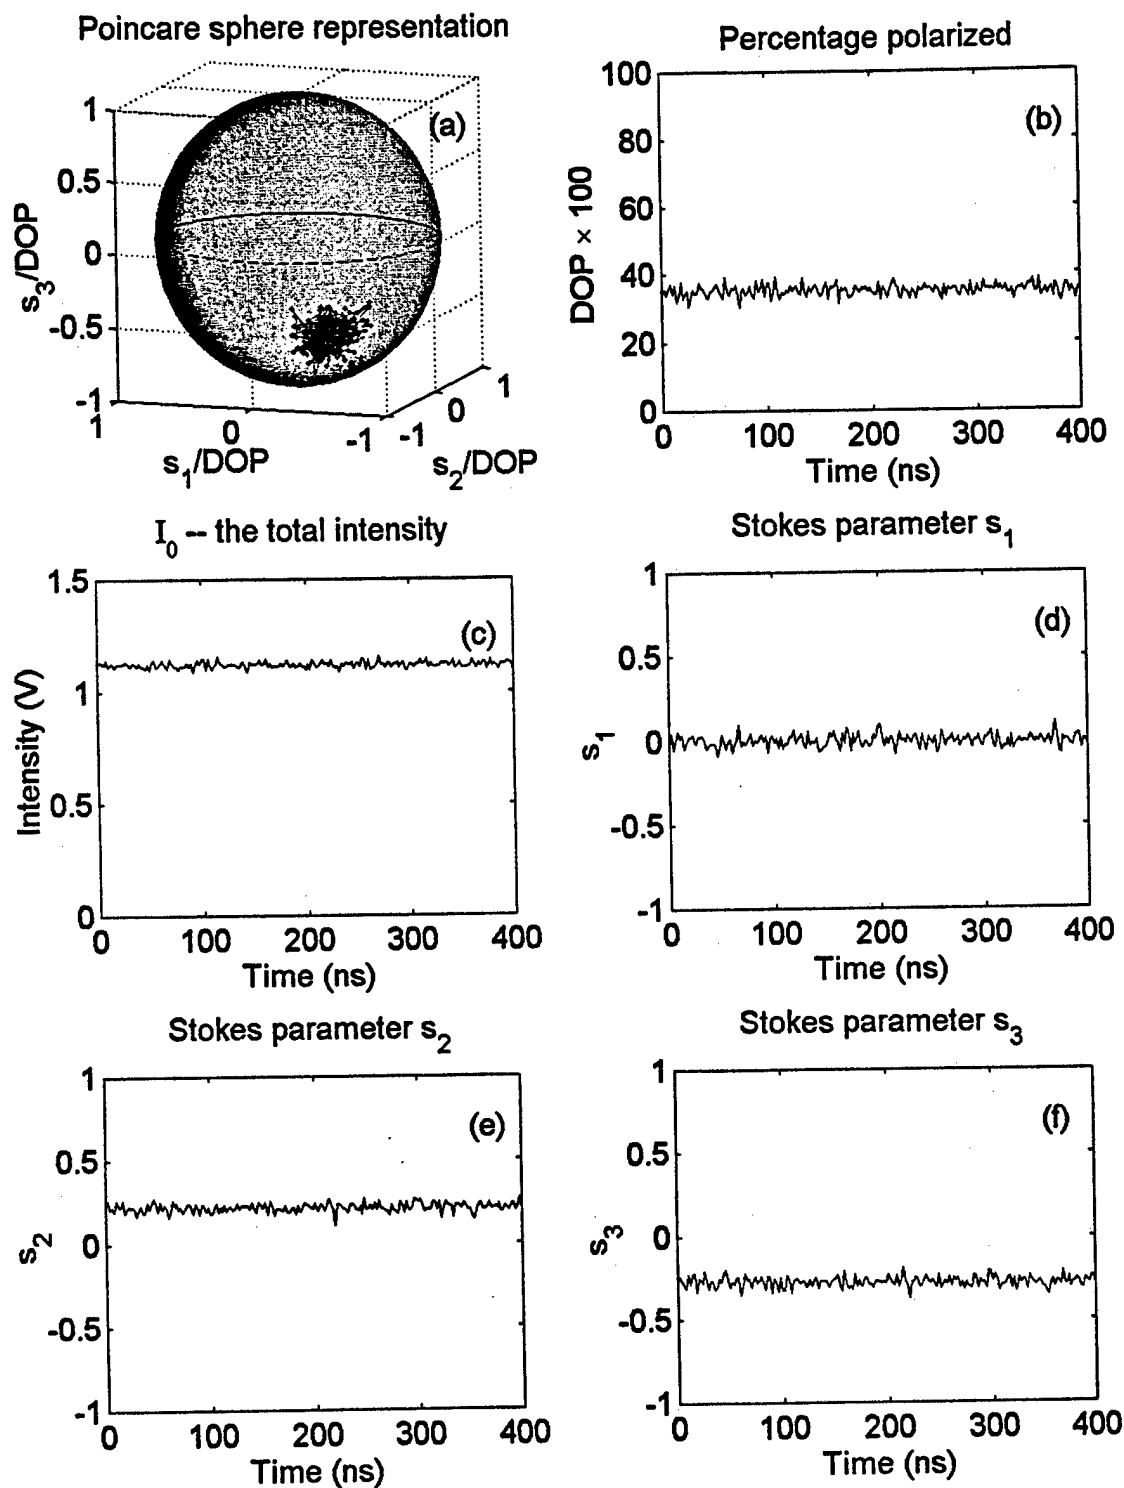 Poincare sphere representation
(a)
1
0.5
0
-0.5
-1
s3/DOP
1
0
-1
s1/DOP
-1
0
1
s2/DOP
Percentage polarized
(b)
100
80
60
40
20
0
DOP × 100
0 100 200 300 400
Time (ns)
I0 -- the total intensity
(c)
1.5
1
0.5
0
Intensity (V)
0 100 200 300 400
Time (ns)
Stokes parameter s1
(d)
1
0.5
0
-0.5
-1
s1
0 100 200 300 400
Time (ns)
Stokes parameter s2
(e)
1
0.5
0
-0.5
-1
s2
0 100 200 300 400
Time (ns)
Stokes parameter s3
(f)
1
0.5
0
-0.5
-1
s3
0 100 200 300 400
Time (ns)